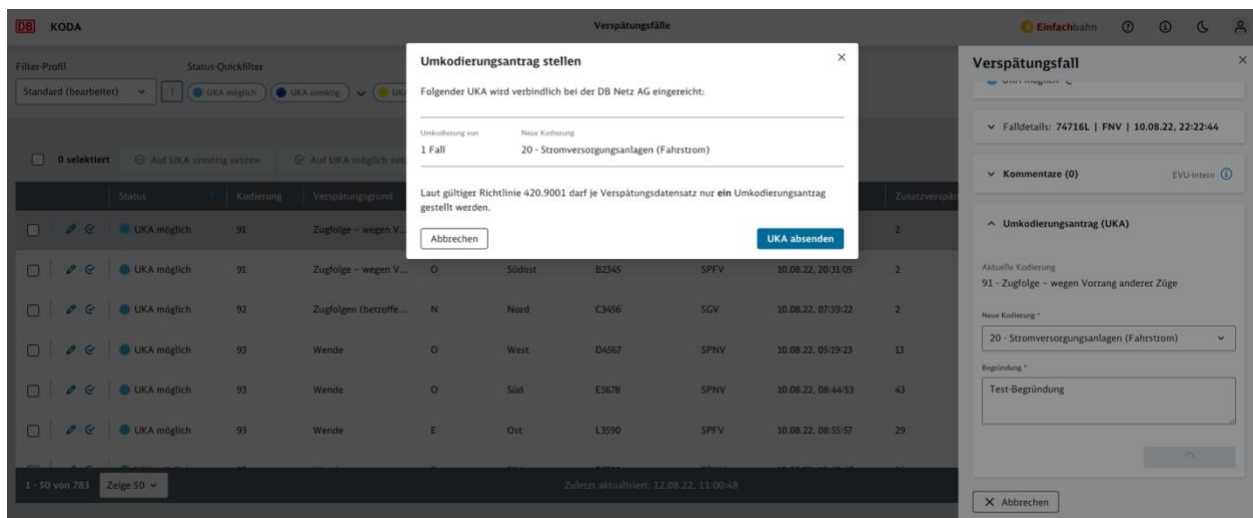 DB KODA
Verspätungsfälle
Einfachbahn
Filter-Profil
Status-Quickfilter
Standard (bearbeitet)
UKA möglich
UKA unnötig
0 selektiert
Auf UKA unnötig setzen
Auf UKA möglich set
Status Kodierung Verspätungsgrund Zusatzverspät
UKA möglich 91 Zugfolge – wegen V... 2
UKA möglich 91 Zugfolge – wegen V... O Südost B2345 SPFV 10.08.22, 20:31:05 2
UKA möglich 92 Zugfolgen (betroffe... N Nord C3456 SGV 10.08.22, 07:39:22 2
UKA möglich 93 Wende O West D4567 SPNV 10.08.22, 05:19:23 13
UKA möglich 93 Wende O Süd E5678 SPNV 10.08.22, 08:44:53 43
UKA möglich 93 Wende E Ost L3590 SPFV 10.08.22, 08:55:57 29
1 - 50 von 783
Zeige 50
Zuletzt aktualisiert: 12.08.22, 11:00:48
Umkodierungsantrag stellen
Folgender UKA wird verbindlich bei der DB Netz AG eingereicht:
Umkodierung von Neue Kodierung
1 Fall 20 - Stromversorgungsanlagen (Fahrstrom)
Laut gültiger Richtlinie 420.9001 darf je Verspätungsdatensatz nur ein Umkodierungsantrag
gestellt werden.
Abbrechen
UKA absenden
Verspätungsfall
Falldetails: 74716L | FNV | 10.08.22, 22:22:44
Kommentare (0) EVU-Intern
Umkodierungsantrag (UKA)
Aktuelle Kodierung
91 - Zugfolge – wegen Vorrang anderer Züge
Neue Kodierung *
20 - Stromversorgungsanlagen (Fahrstrom)
Begründung *
Test-Begründung
Abbrechen